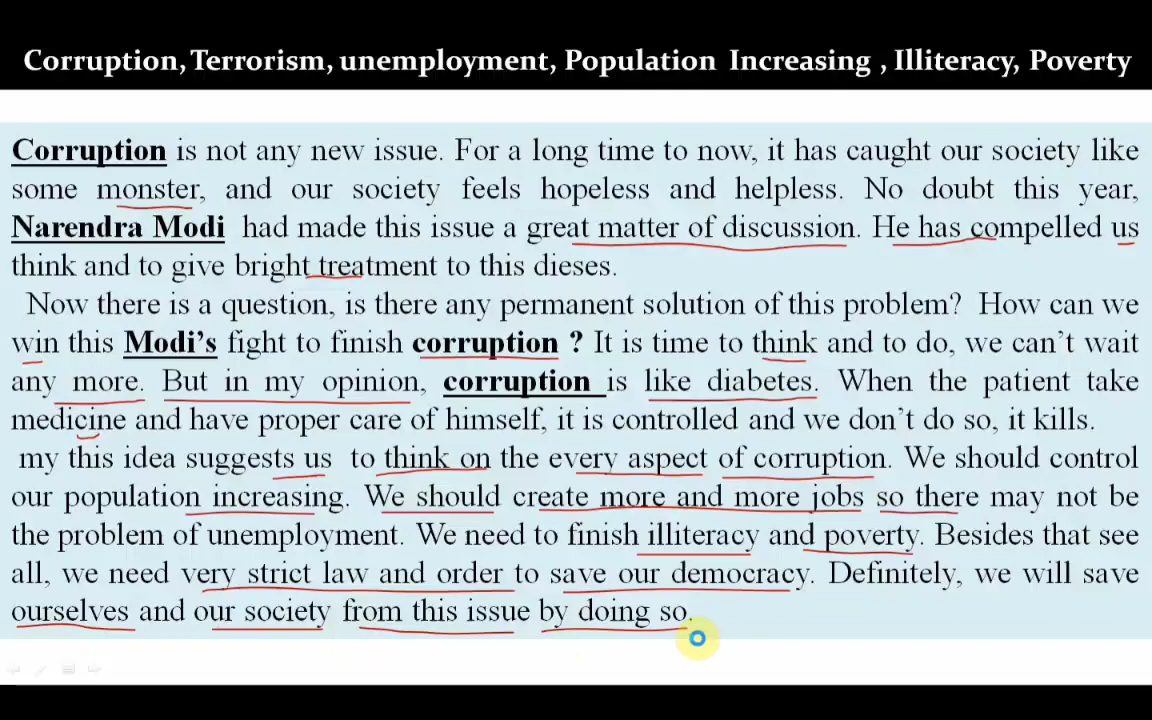 Corruption, Terrorism, unemployment, Population Increasing , Illiteracy, Poverty
Corruption is not any new issue. For a long time to now, it has caught our society like
some monster, and our society feels hopeless and helpless. No doubt this year,
Narendra Modi had made this issue a great matter of discussion. He has compelled us
think and to give bright treatment to this dieses.
Now there is a question, is there any permanent solution of this problem? How can we
win this Modi's fight to finish corruption ? It is time to think and to do, we can't wait
any more. But in my opinion, corruption is like diabetes. When the patient take
medicine and have proper care of himself, it is controlled and we don't do so, it kills.
my this idea suggests us to think on the every aspect of corruption. We should control
our population increasing. We should create more and more jobs so there may not be
the problem of unemployment. We need to finish illiteracy and poverty. Besides that see
all, we need very strict law and order to save our democracy. Definitely, we will save
ourselves and our society from this issue by doing so.